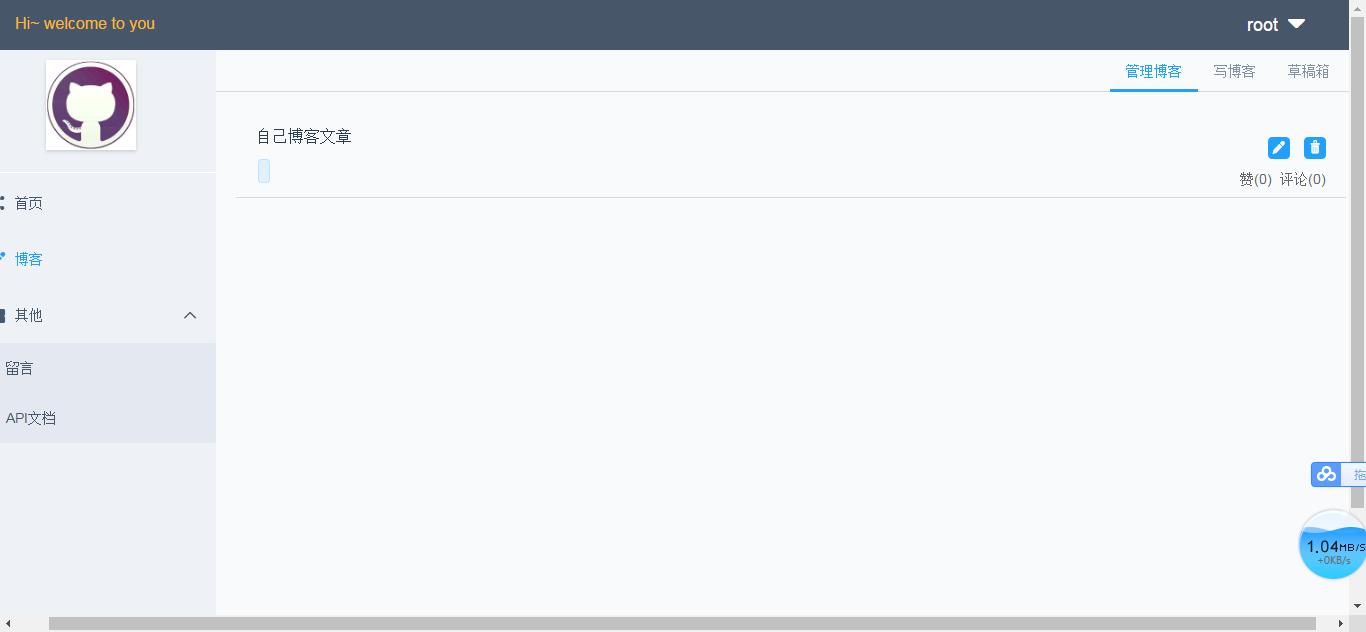 Hi~ welcome to you
root
管理博客 写博客 草稿箱
自己博客文章
赞(0) 评论(0)
首页
博客
其他
留言
API文档
拖
1.04MB/S
+0KB/s